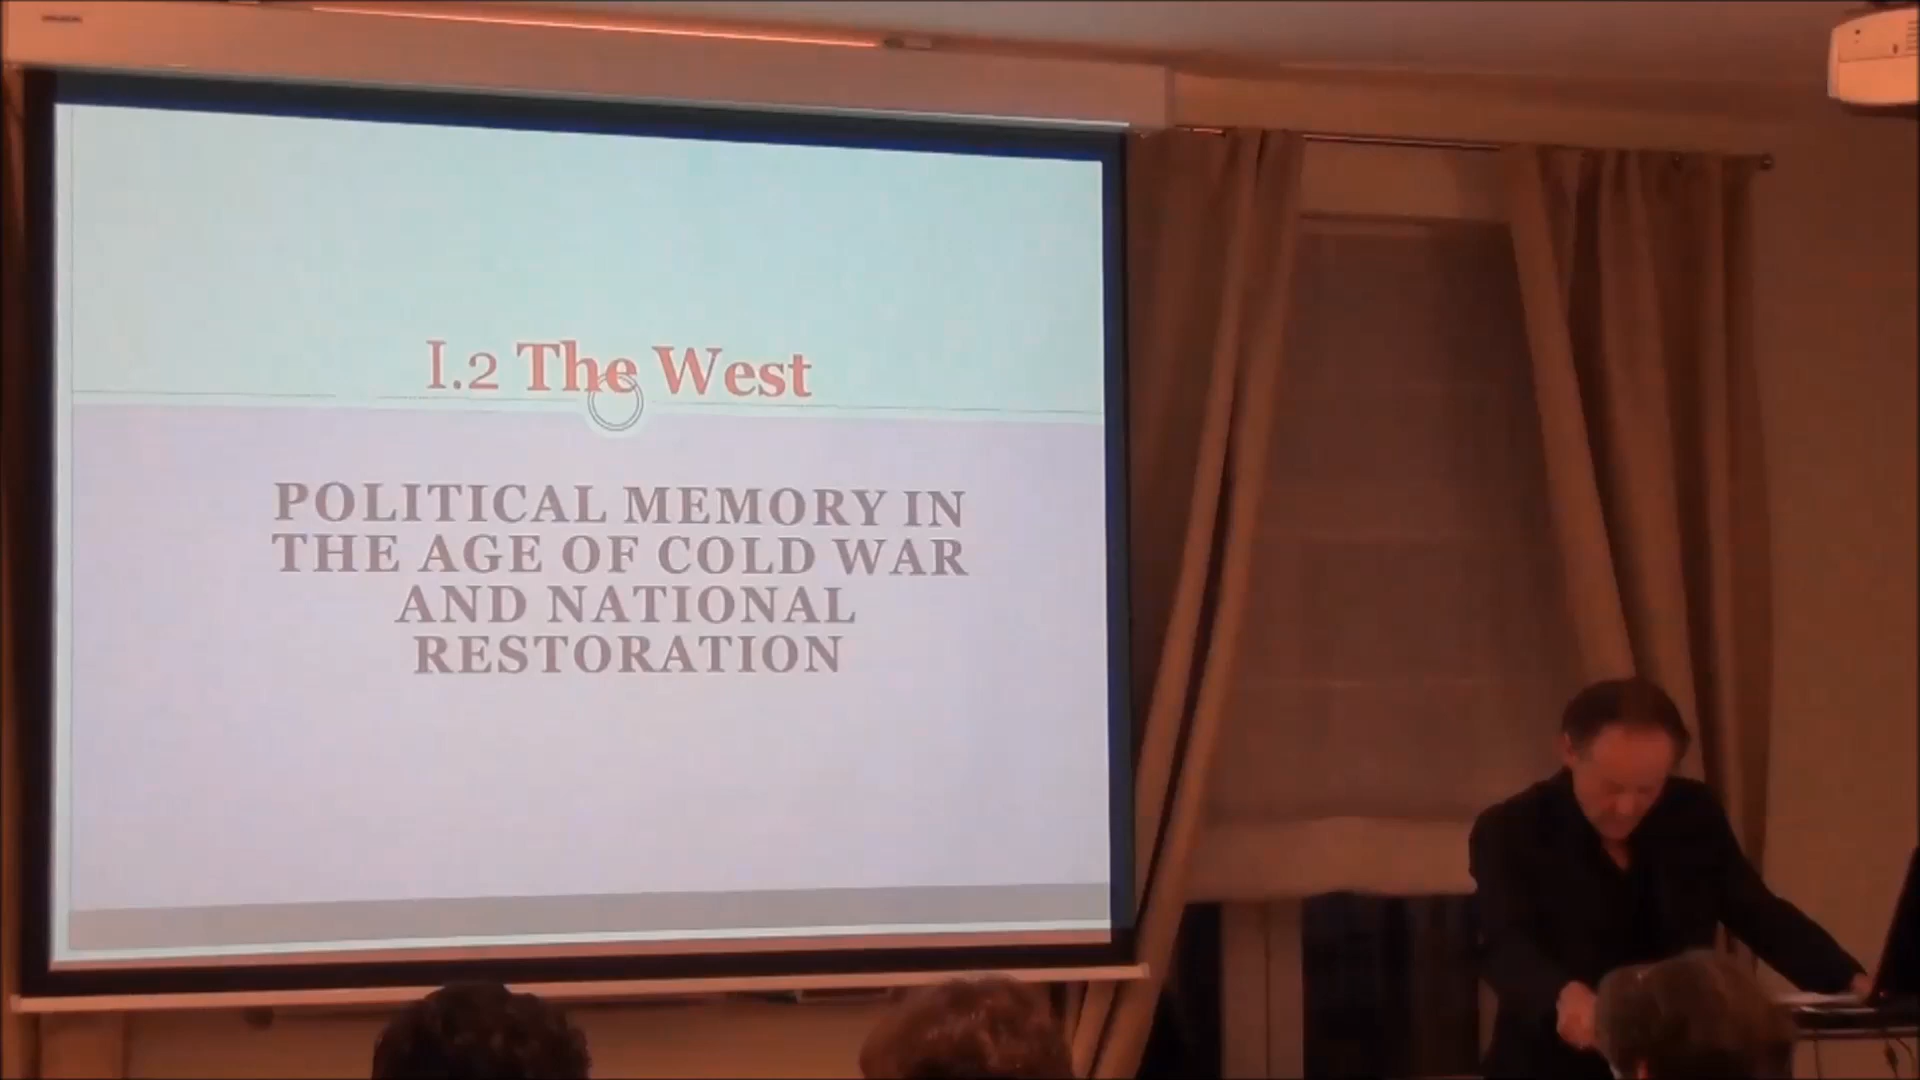 I.2 The West
POLITICAL MEMORY IN
THE AGE OF COLD WAR
AND NATIONAL
RESTORATION